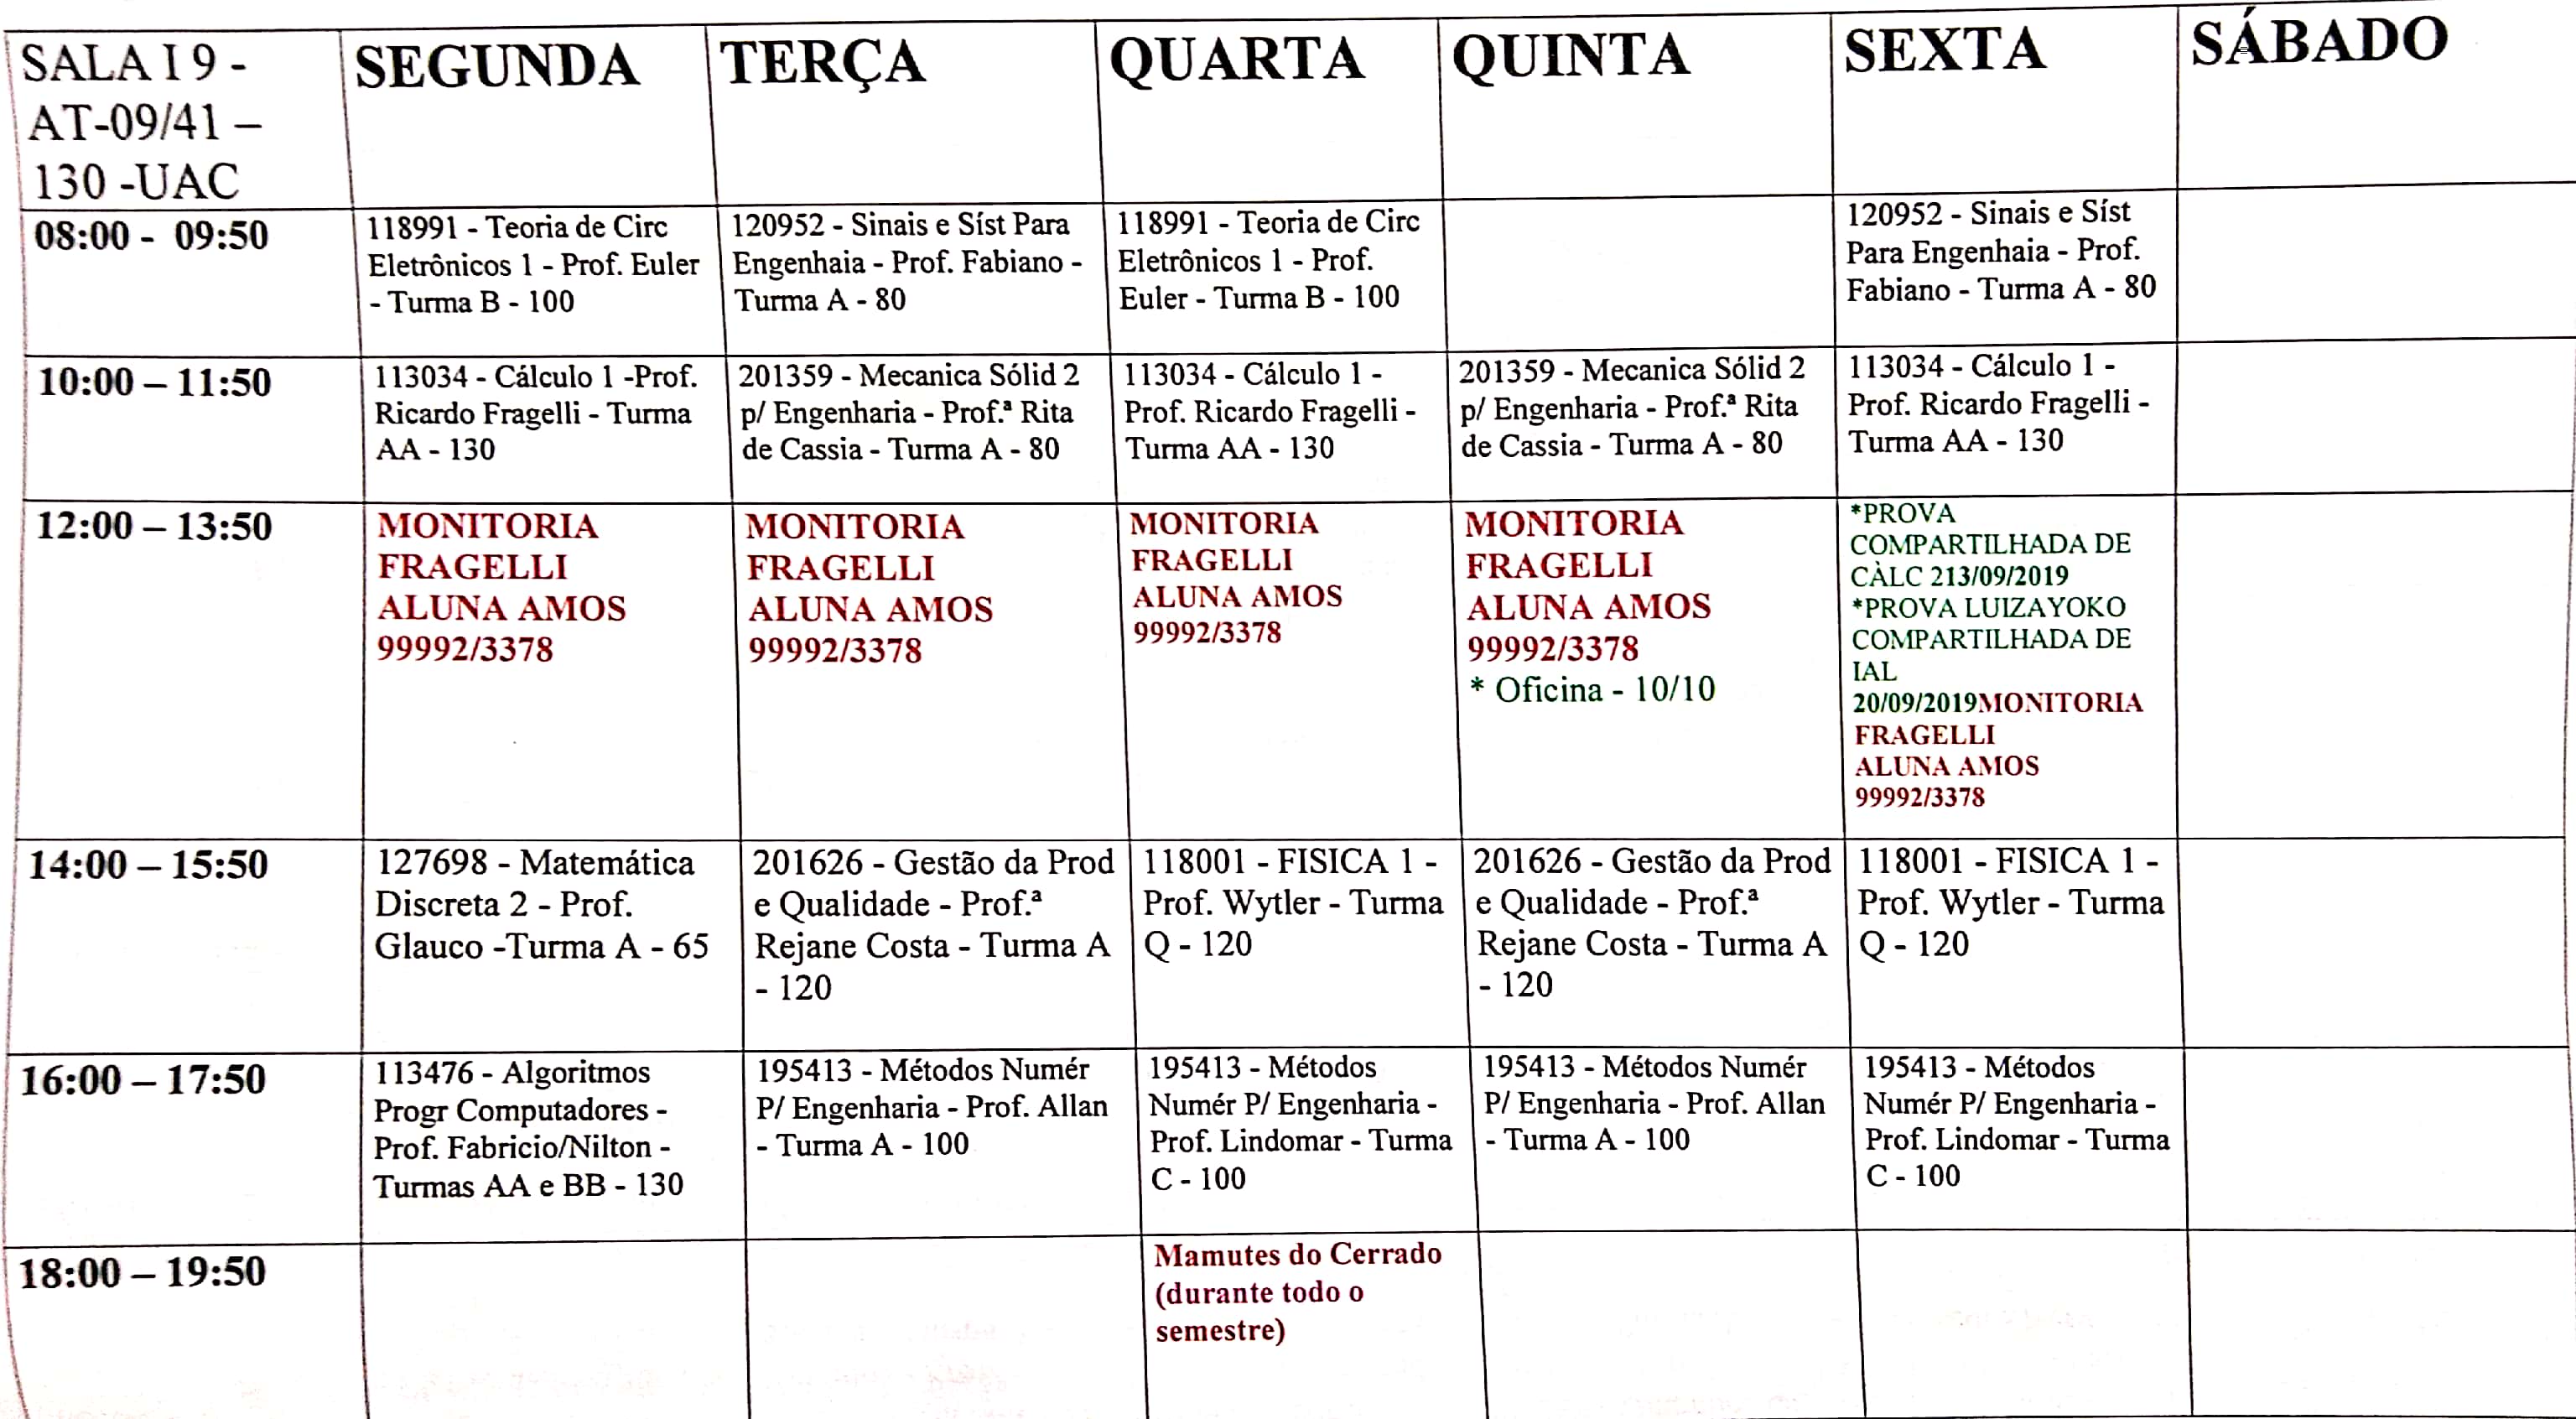 SALA I 9 -
AT-09/41 –
130 -UAC
SEGUNDA
TERÇA
QUARTA
QUINTA
SEXTA
SÁBADO
08:00 - 09:50
118991 - Teoria de Circ
Eletrônicos 1 - Prof. Euler
- Turma B - 100
120952 - Sinais e Síst Para
Engenhaia - Prof. Fabiano -
Turma A - 80
118991 - Teoria de Circ
Eletrônicos 1 - Prof.
Euler - Turma B - 100
120952 - Sinais e Síst
Para Engenhaia - Prof.
Fabiano - Turma A - 80
10:00 – 11:50
113034 - Cálculo 1 -Prof.
Ricardo Fragelli - Turma
AA - 130
201359 - Mecanica Sólid 2
p/ Engenharia - Prof.ª Rita
de Cassia - Turma A - 80
113034 - Cálculo 1 -
Prof. Ricardo Fragelli -
Turma AA - 130
201359 - Mecanica Sólid 2
p/ Engenharia - Prof.ª Rita
de Cassia - Turma A - 80
113034 - Cálculo 1 -
Prof. Ricardo Fragelli -
Turma AA - 130
12:00 – 13:50
MONITORIA
FRAGELLI
ALUNA AMOS
99992/3378
MONITORIA
FRAGELLI
ALUNA AMOS
99992/3378
MONITORIA
FRAGELLI
ALUNA AMOS
99992/3378
MONITORIA
FRAGELLI
ALUNA AMOS
99992/3378
* Oficina - 10/10
*PROVA
COMPARTILHADA DE
CÀLC 213/09/2019
*PROVA LUIZAYOKO
COMPARTILHADA DE
IAL
20/09/2019MONITORIA
FRAGELLI
ALUNA AMOS
99992/3378
14:00 – 15:50
127698 - Matemática
Discreta 2 - Prof.
Glauco -Turma A - 65
201626 - Gestão da Prod
e Qualidade - Prof.ª
Rejane Costa - Turma A
- 120
118001 - FISICA 1 -
Prof. Wytler - Turma
Q - 120
201626 - Gestão da Prod
e Qualidade - Prof.ª
Rejane Costa - Turma A
- 120
118001 - FISICA 1 -
Prof. Wytler - Turma
Q - 120
16:00 – 17:50
113476 - Algoritmos
Progr Computadores -
Prof. Fabricio/Nilton -
Turmas AA e BB - 130
195413 - Métodos Numér
P/ Engenharia - Prof. Allan
- Turma A - 100
195413 - Métodos
Numér P/ Engenharia -
Prof. Lindomar - Turma
C - 100
195413 - Métodos Numér
P/ Engenharia - Prof. Allan
- Turma A - 100
195413 - Métodos
Numér P/ Engenharia -
Prof. Lindomar - Turma
C - 100
18:00 – 19:50
Mamutes do Cerrado
(durante todo o
semestre)